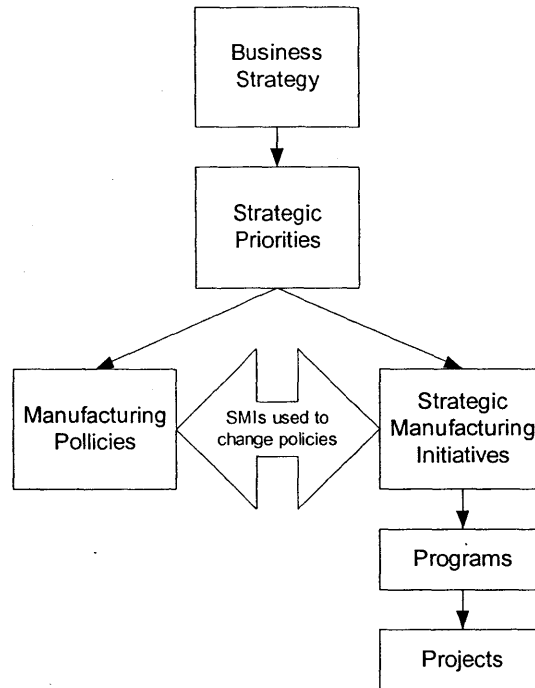 Business
Strategy
Strategic
Priorities
Manufacturing
Pollicies
SMIs used to
change policies
Strategic
Manufacturing
Initiatives
Programs
Projects